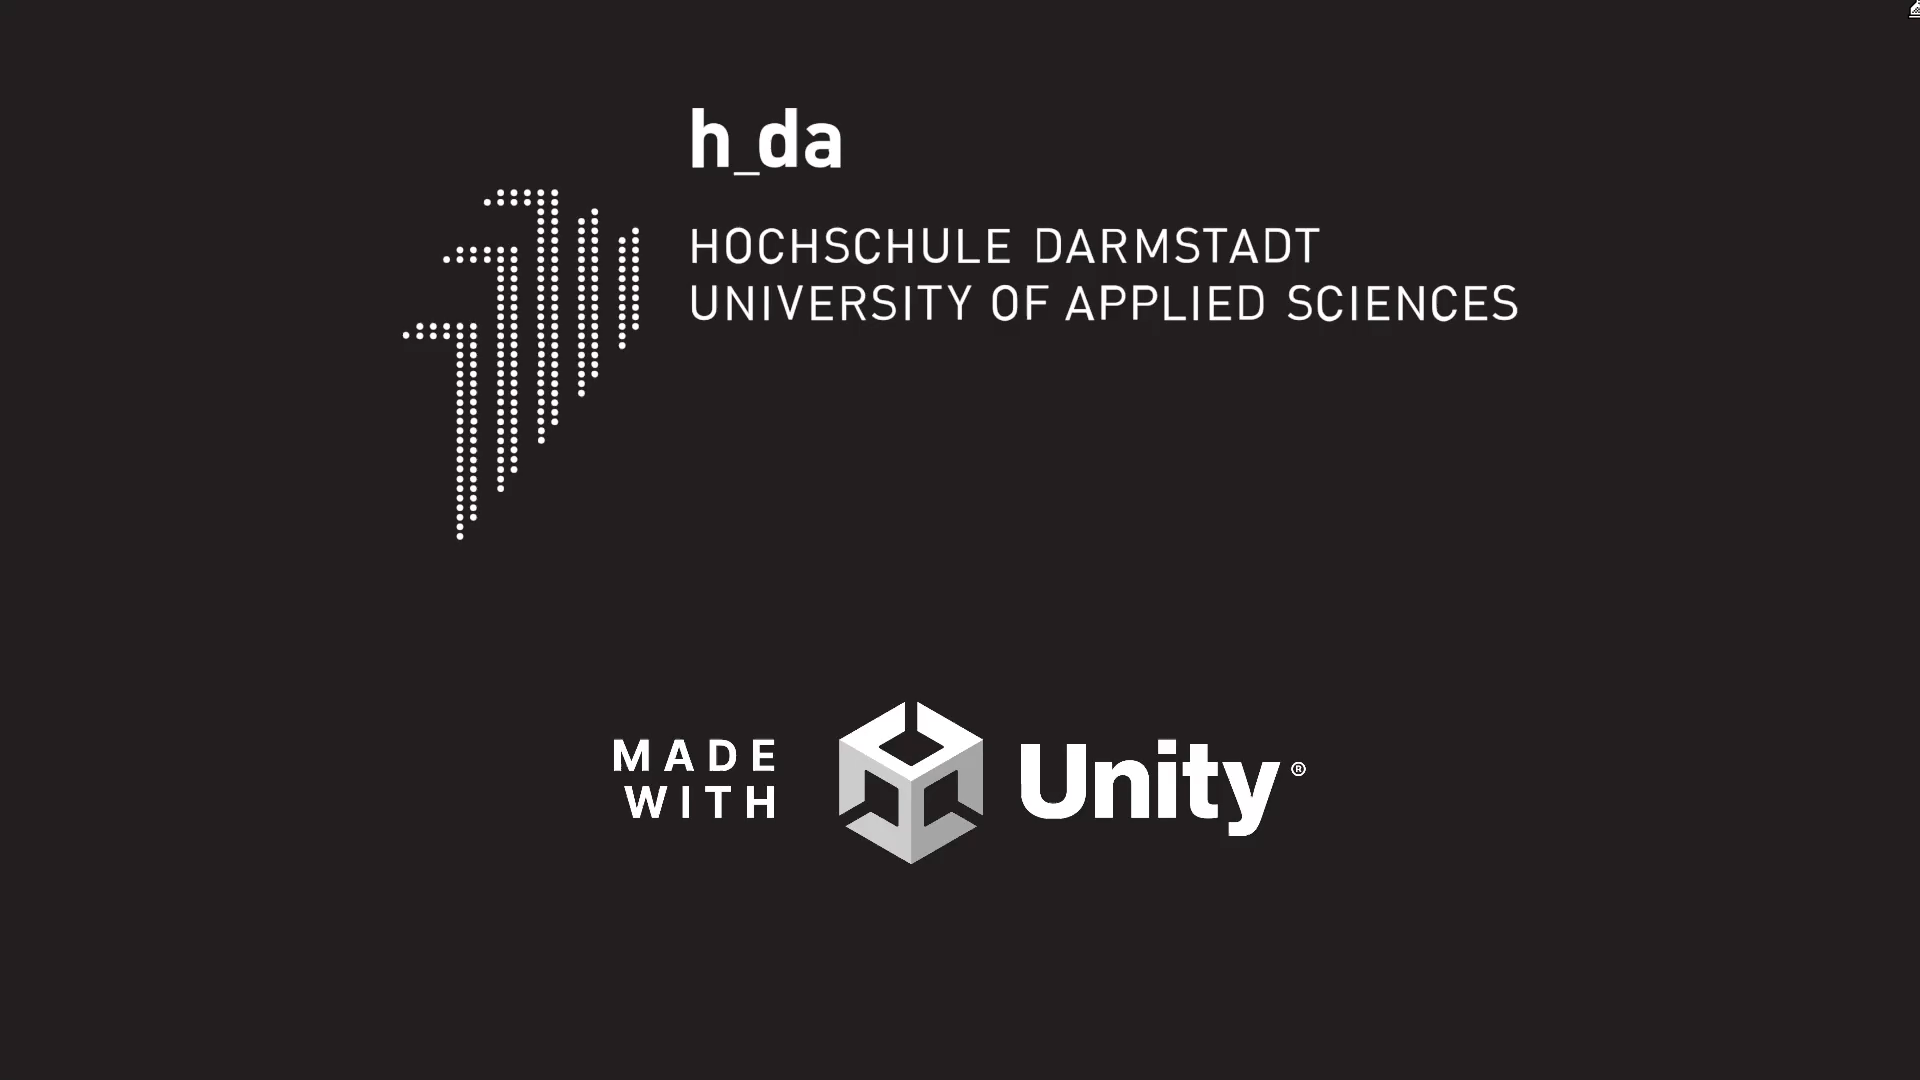 h_da
HOCHSCHULE DARMSTADT
UNIVERSITY OF APPLIED SCIENCES
MADE
WITH
Unity®